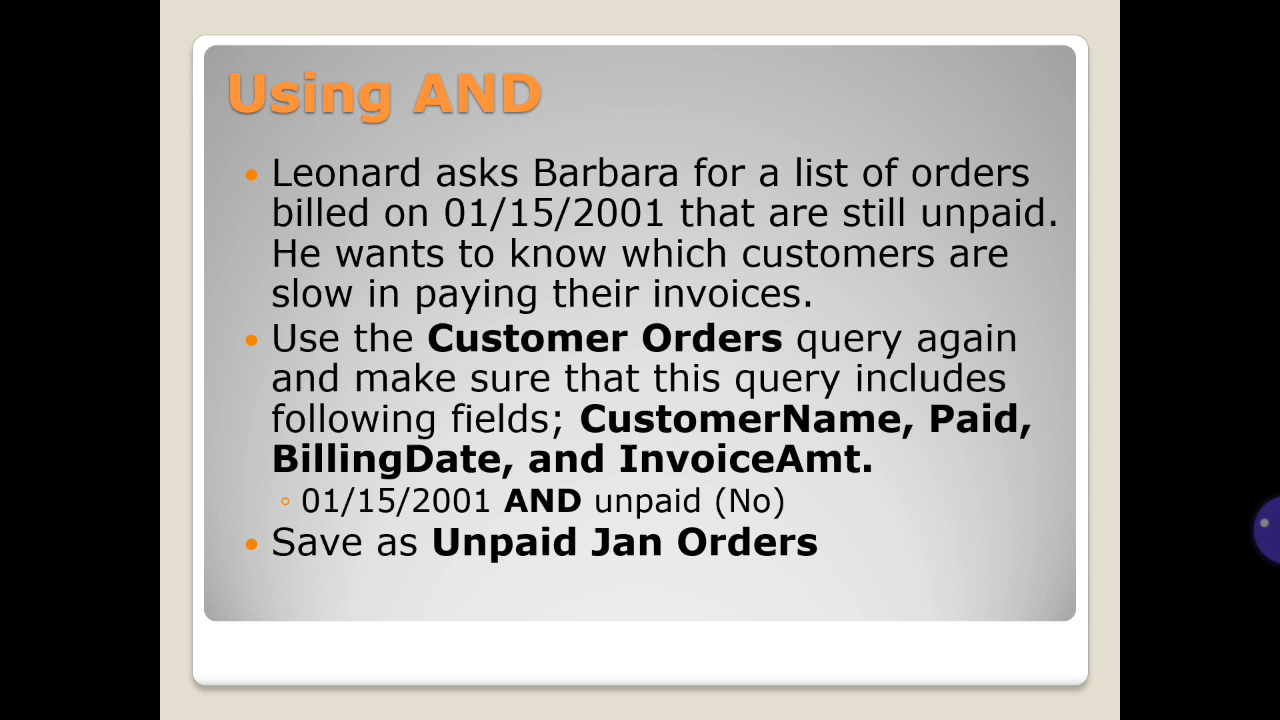 Using AND
• Leonard asks Barbara for a list of orders
billed on 01/15/2001 that are still unpaid.
He wants to know which customers are
slow in paying their invoices.
• Use the Customer Orders query again
and make sure that this query includes
following fields; CustomerName, Paid,
BillingDate, and InvoiceAmt.
◦ 01/15/2001 AND unpaid (No)
• Save as Unpaid Jan Orders